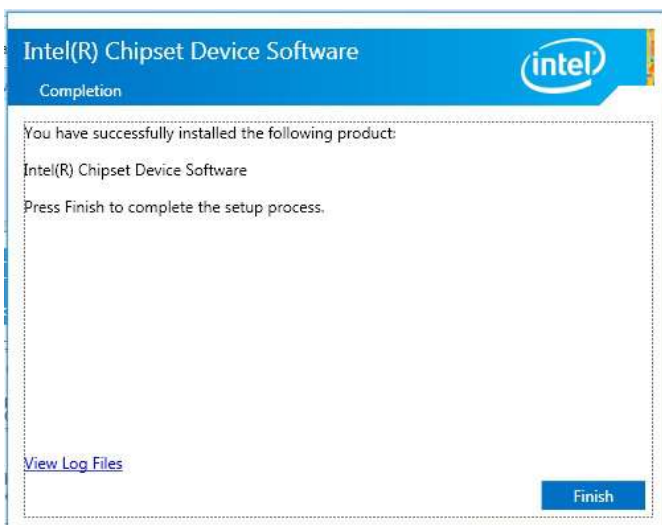 Intel(R) Chipset Device Software
intel
Completion
You have successfully installed the following product:
Intel(R) Chipset Device Software
Press Finish to complete the setup process.
View Log Files
Finish